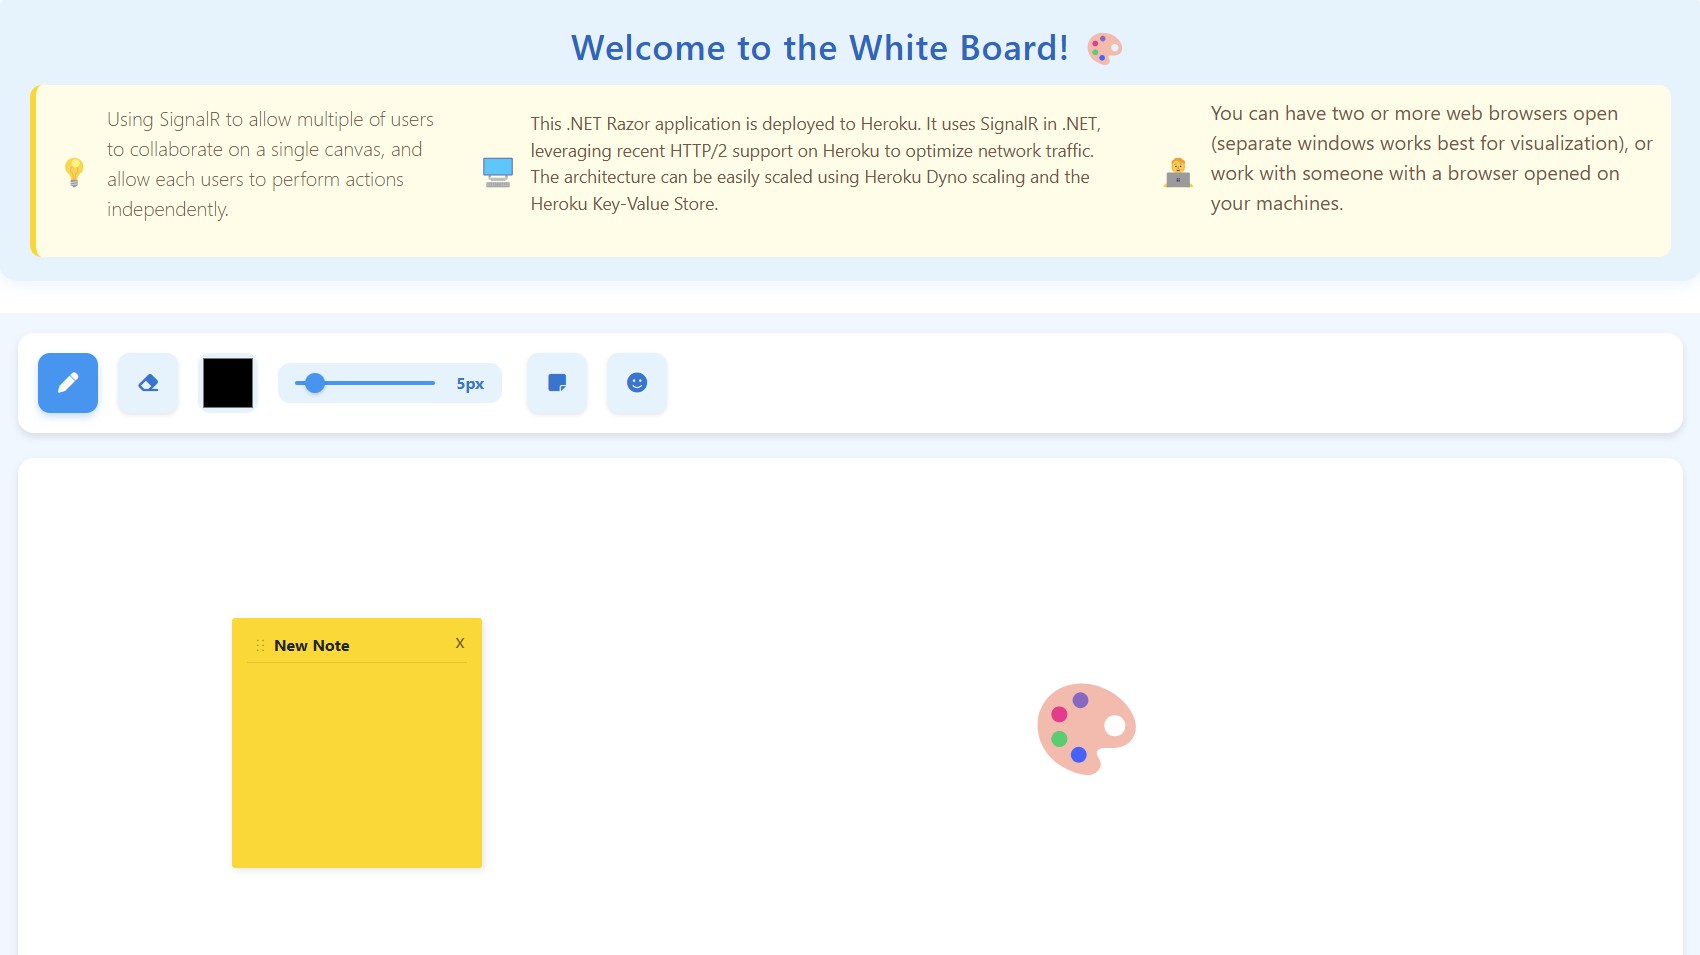 Welcome to the White Board!
Using SignalR to allow multiple of users
to collaborate on a single canvas, and
allow each users to perform actions
independently.
This .NET Razor application is deployed to Heroku. It uses SignalR in .NET,
leveraging recent HTTP/2 support on Heroku to optimize network traffic.
The architecture can be easily scaled using Heroku Dyno scaling and the
Heroku Key-Value Store.
You can have two or more web browsers open
(separate windows works best for visualization), or
work with someone with a browser opened on
your machines.
5px
New Note
X